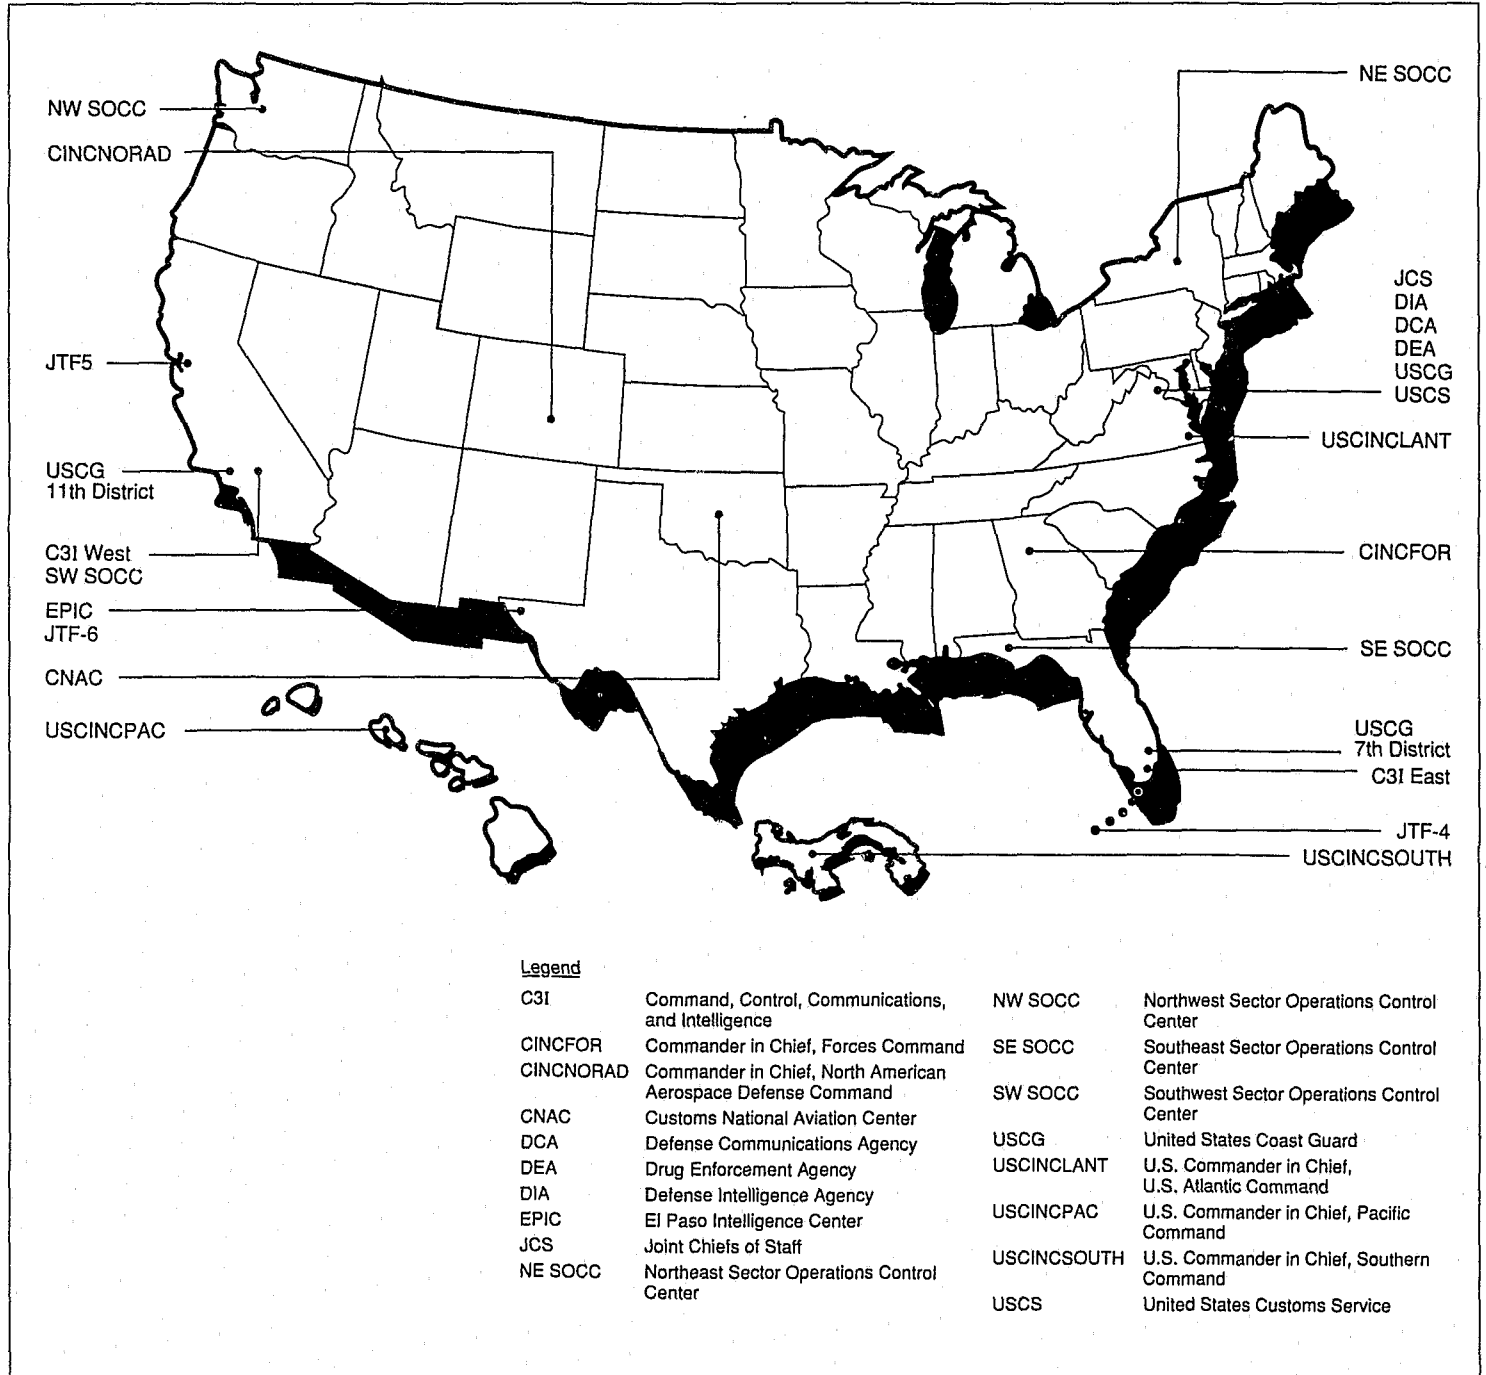 NE SOCC
NW SOCC
CINCNORAD
JCS
DIA
DCA
DEA
USCG
USCS
JTF5
USCINCLANT
USCG
11th District
C3I West
SW SOCC
CINCFOR
EPIC
JTF-6
SE SOCC
CNAC
USCINCPAC
USCG
7th District
C3I East
JTF-4
USCINCSOUTH
Legend
C3I Command, Control, Communications,
and Intelligence
CINCFOR Commander in Chief, Forces Command
CINCNORAD Commander in Chief, North American
Aerospace Defense Command
CNAC Customs National Aviation Center
DCA Defense Communications Agency
DEA Drug Enforcement Agency
DIA Defense Intelligence Agency
EPIC El Paso Intelligence Center
JCS Joint Chiefs of Staff
NE SOCC Northeast Sector Operations Control
Center
NW SOCC Northwest Sector Operations Control
Center
SE SOCC Southeast Sector Operations Control
Center
SW SOCC Southwest Sector Operations Control
Center
USCG United States Coast Guard
USCINCLANT U.S. Commander in Chief,
U.S. Atlantic Command
USCINCPAC U.S. Commander in Chief, Pacific
Command
USCINCSOUTH U.S. Commander in Chief, Southern
Command
USCS United States Customs Service